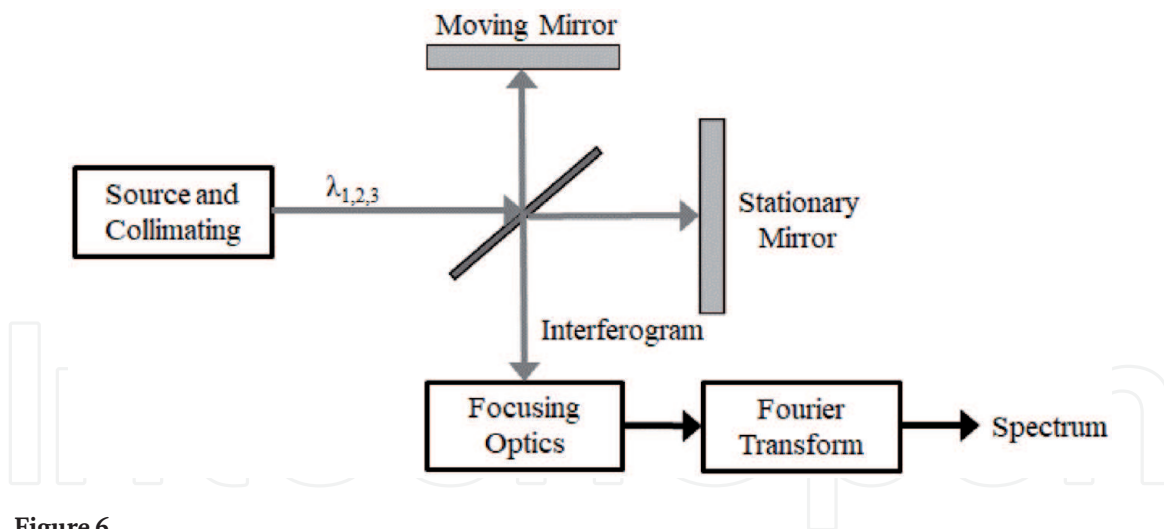 Moving Mirror
Source and
Collimating
λ1,2,3
Stationary
Mirror
Interferogram
Focusing
Optics
Fourier
Transform
Spectrum
Figure 6